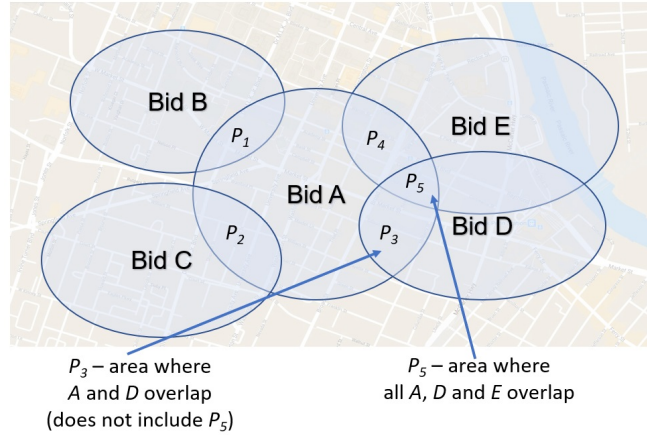 Bid B
Bid E
P1
P4
Bid A
P5
Bid D
P2
P3
Bid C
P3 – area where
A and D overlap
(does not include P5)
P5 – area where
all A, D and E overlap